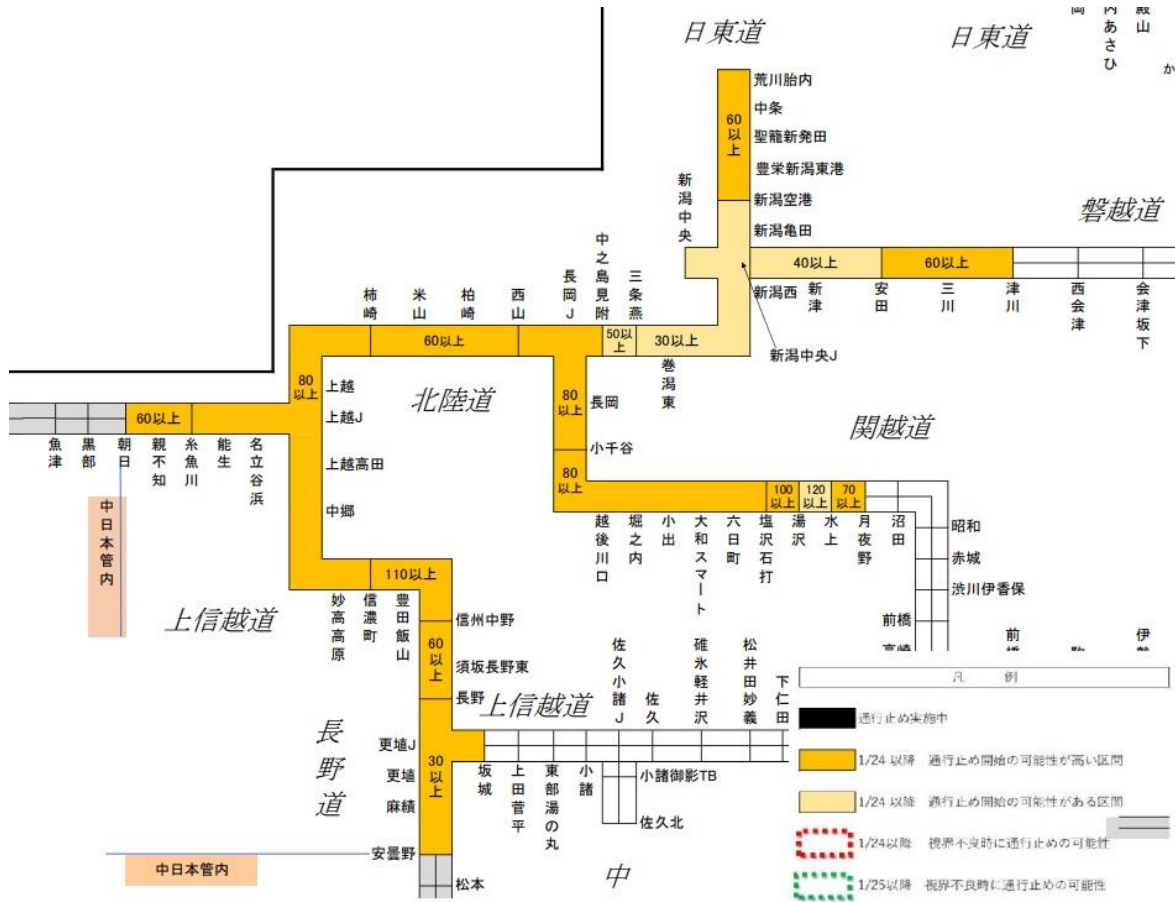 日東道
日東道
内あさひ
殿山
か
荒川胎内
中条
聖籠新発田
豊栄新潟東港
新潟空港
新潟亀田
60以上
新潟中央
磐越道
40以上
60以上
新潟西
新津
安田
三川
津川
西会津
会津坂下
新潟中央J
柿崎
米山
柏崎
西山
長岡J
中之島見附
三条燕
60以上
50以上
30以上
巻潟東
80以上
上越
上越J
北陸道
80以上
長岡
関越道
60以上
魚津
黒部
朝日
親不知
糸魚川
能生
名立谷浜
上越高田
中郷
小千谷
80以上
100以上
120以上
70以上
越後川口
堀之内
小出
大和スマート
六日町
塩沢石打
湯沢
水上
月夜野
沼田
昭和
赤城
渋川伊香保
前橋
中日本管内
上信越道
110以上
妙高高原
信濃町
豊田飯山
信州中野
60以上
須坂長野東
長野
上信越道
佐久小諸J
佐久
碓氷軽井沢
松井田妙義
下仁田
長野道
更埴J
更埴
麻績
30以上
坂城
上田菅平
東部湯の丸
小諸
小諸御影TB
佐久北
安曇野
中日本管内
松本
中
凡 例
通行止め実施中
1/24 以降 通行止め開始の可能性が高い区間
1/24 以降 通行止め開始の可能性がある区間
1/24以降 視界不良時に通行止めの可能性
1/25以降 視界不良時に通行止めの可能性